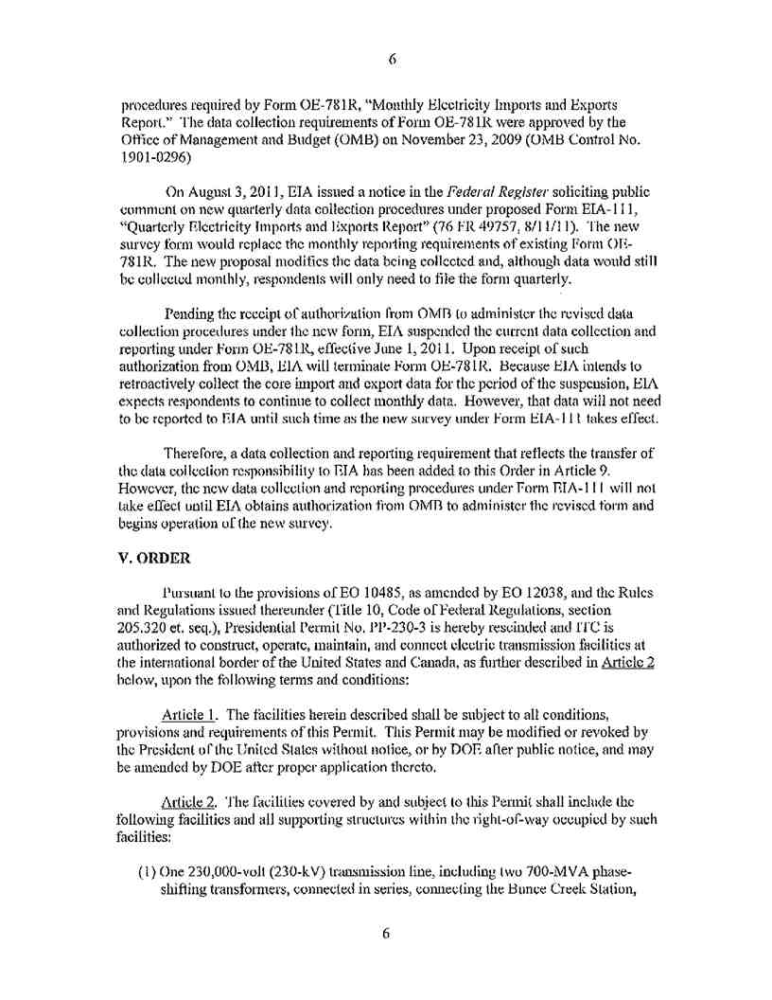 6
procedures required by Form OE-781R, “Monthly Electricity Imports and Exports
Report.” The data collection requirements of Form OE-781R were approved by the
Office of Management and Budget (OMB) on November 23, 2009 (OMB Control No.
1901-0296)
On August 3, 2011, EIA issued a notice in the Federal Register soliciting public
comment on new quarterly data collection procedures under proposed Form EIA-111,
“Quarterly Electricity Imports and Exports Report” (76 FR 49757, 8/11/11). The new
survey form would replace the monthly reporting requirements of existing Form OE-
781R. The new proposal modifies the data being collected and, although data would still
be collected monthly, respondents will only need to file the form quarterly.
Pending the receipt of authorization from OMB to administer the revised data
collection procedures under the new form, EIA suspended the current data collection and
reporting under Form OE-781R, effective June 1, 2011. Upon receipt of such
authorization from OMB, EIA will terminate Form OE-781R. Because EIA intends to
retroactively collect the core import and export data for the period of the suspension, EIA
expects respondents to continue to collect monthly data. However, that data will not need
to be reported to EIA until such time as the new survey under Form EIA-111 takes effect.
Therefore, a data collection and reporting requirement that reflects the transfer of
the data collection responsibility to EIA has been added to this Order in Article 9.
However, the new data collection and reporting procedures under Form EIA-111 will not
take effect until EIA obtains authorization from OMB to administer the revised form and
begins operation of the new survey.
V. ORDER
Pursuant to the provisions of EO 10485, as amended by EO 12038, and the Rules
and Regulations issued thereunder (Title 10, Code of Federal Regulations, section
205.320 et. seq.), Presidential Permit No. PP-230-3 is hereby rescinded and ITC is
authorized to construct, operate, maintain, and connect electric transmission facilities at
the international border of the United States and Canada, as further described in Article 2
below, upon the following terms and conditions:
Article 1. The facilities herein described shall be subject to all conditions,
provisions and requirements of this Permit. This Permit may be modified or revoked by
the President of the United States without notice, or by DOE after public notice, and may
be amended by DOE after proper application thereto.
Article 2. The facilities covered by and subject to this Permit shall include the
following facilities and all supporting structures within the right-of-way occupied by such
facilities:
(1) One 230,000-volt (230-kV) transmission line, including two 700-MVA phase-
shifting transformers, connected in series, connecting the Bunce Creek Station,
6